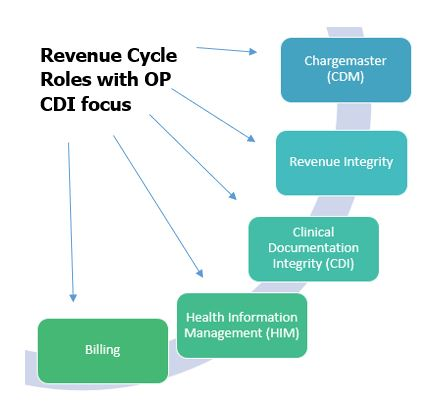 Revenue Cycle
Roles with OP
CDI focus
Chargemaster
(CDM)
Revenue Integrity
Clinical
Documentation
Integrity (CDI)
Health Information
Management (HIM)
Billing